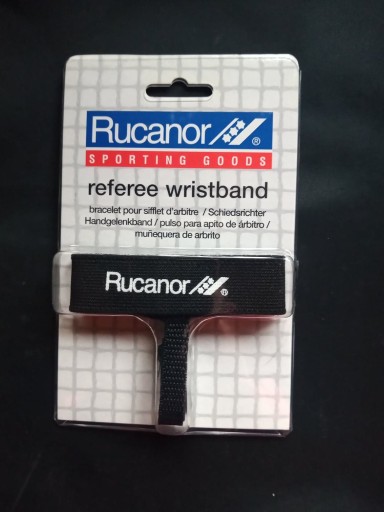 Rucanor ®
SPORTING GOODS
referee wristband
bracelet pour sifflet d'arbitre / Schiedsrichter
Handgelenkband / pulso para apito de árbitro /
muñequera de arbrito
Rucanor ®